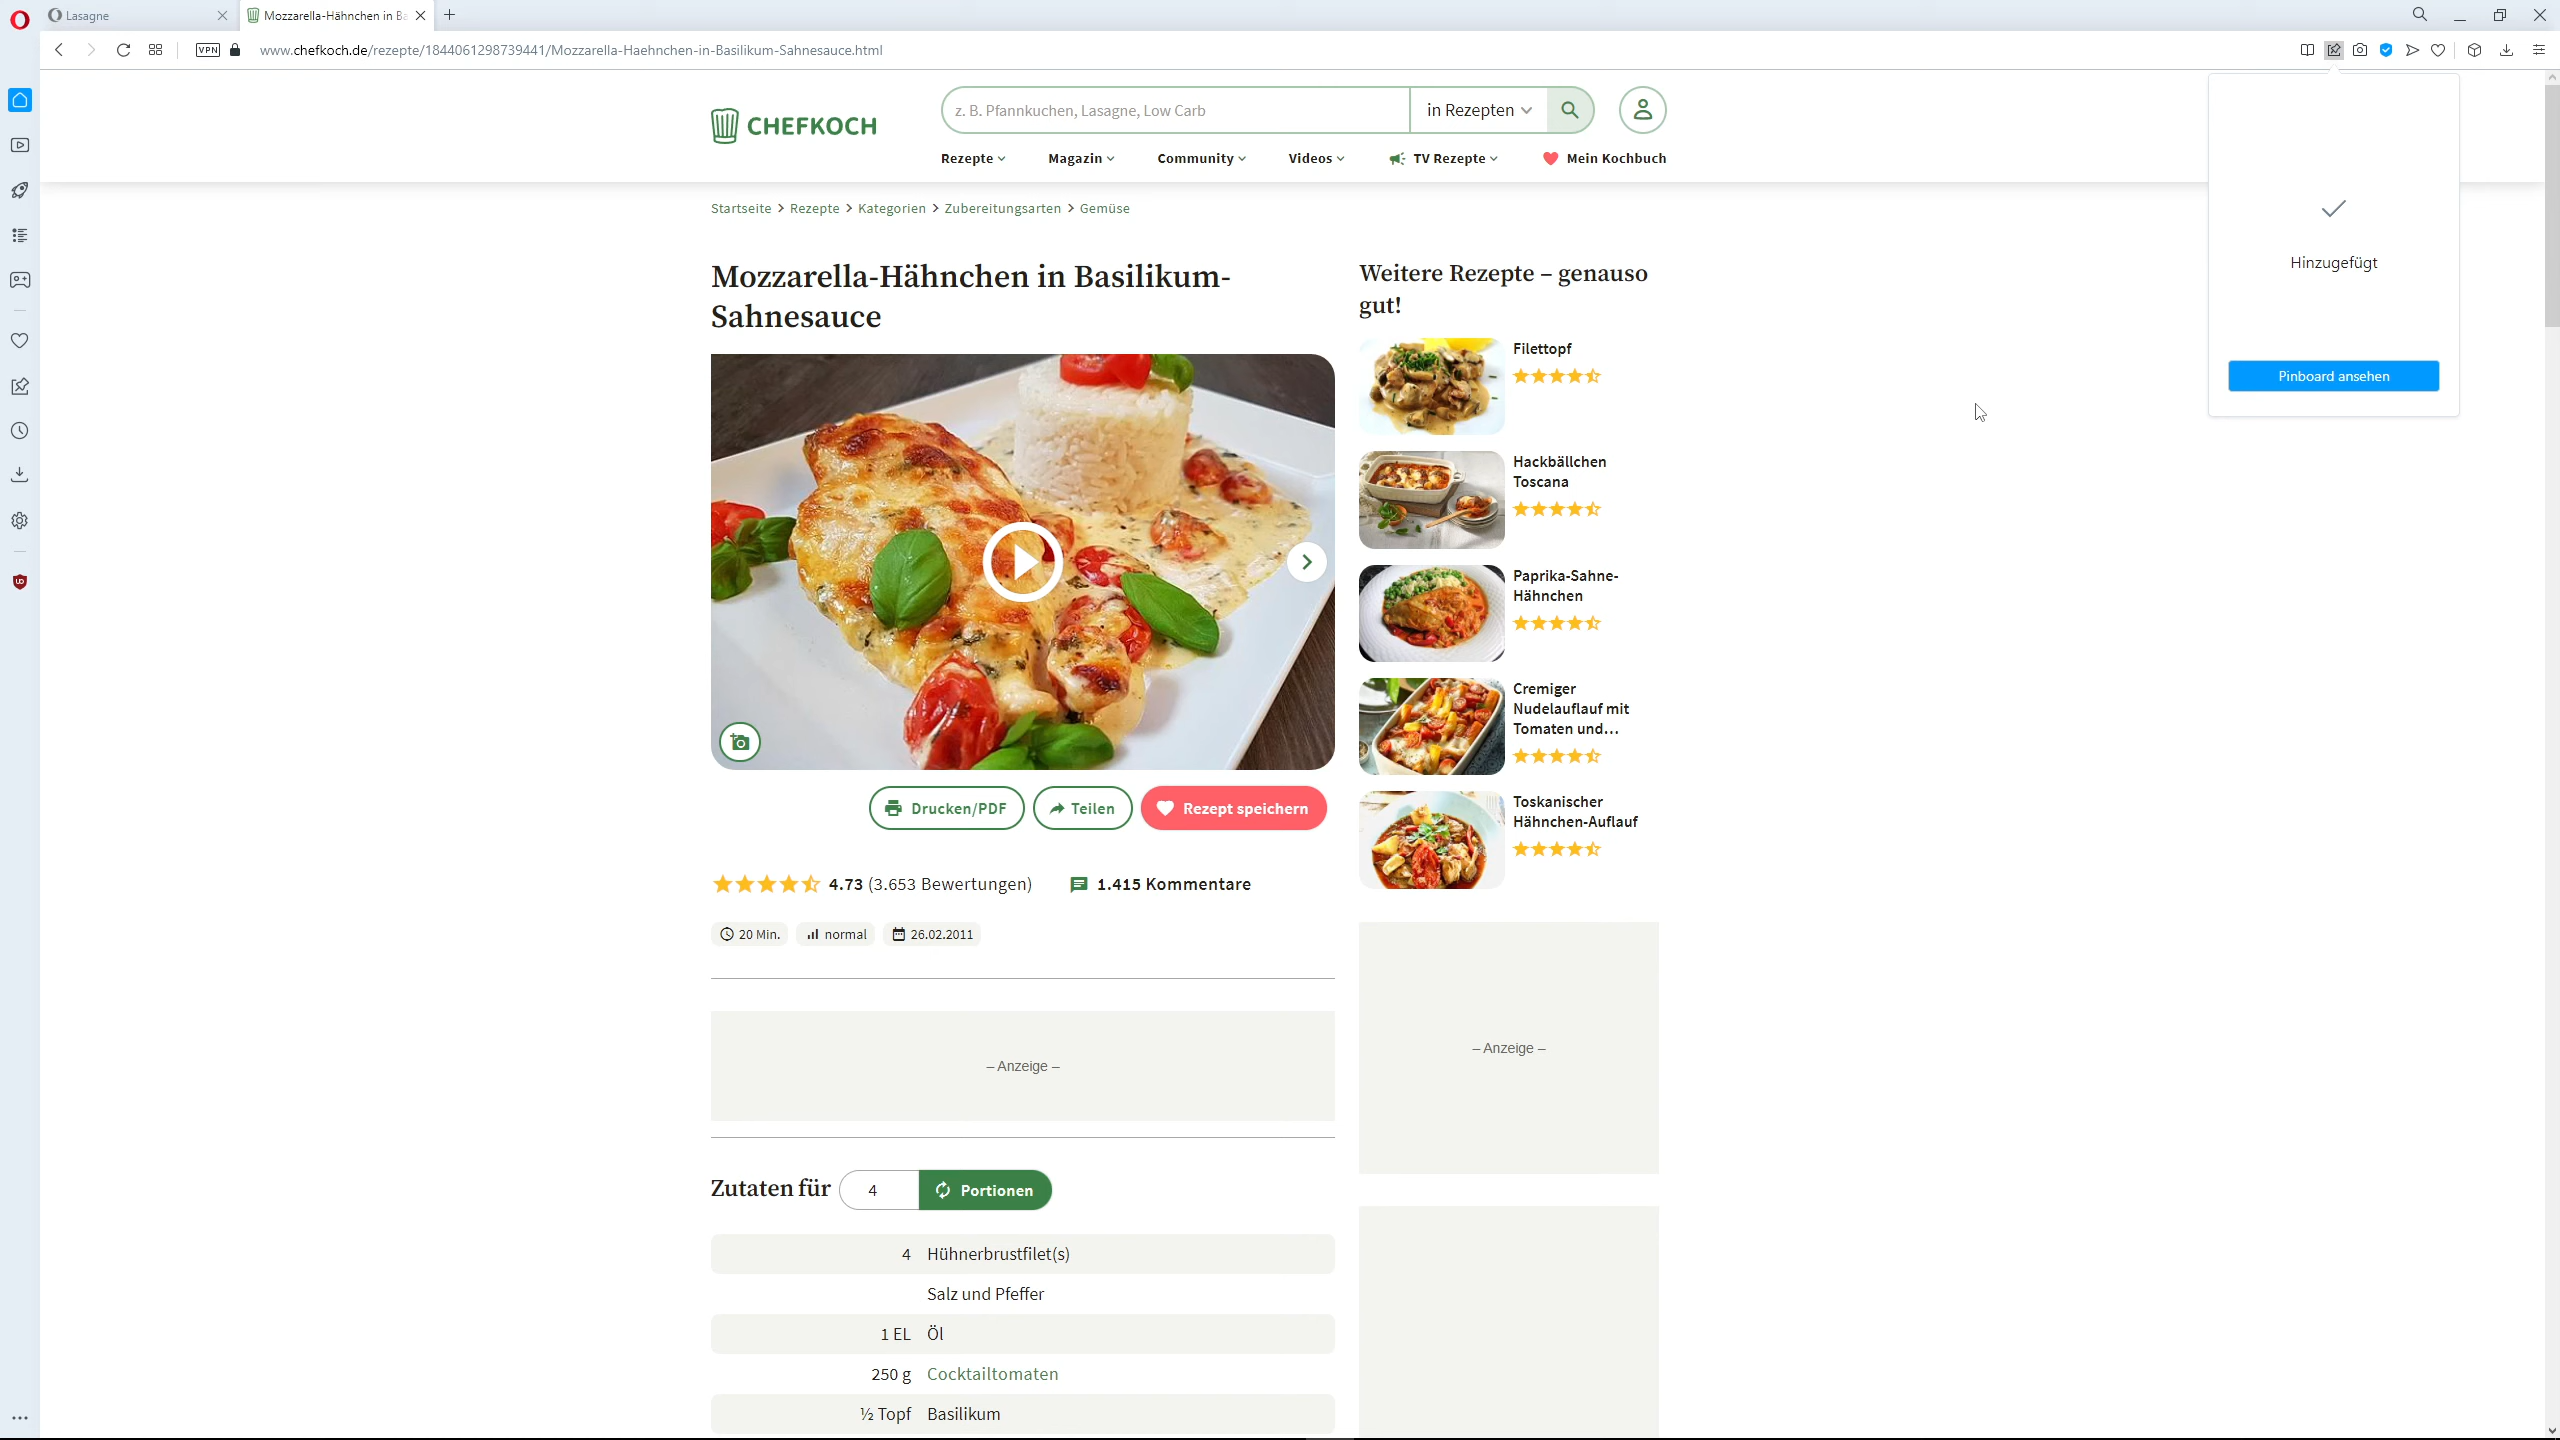 Lasagne
Mozzarella-Hähnchen in Ba
VPN
www.chefkoch.de/rezepte/1844061298739441/Mozzarella-Haehnchen-in-Basilikum-Sahnesauce.html
CHEFKOCH
z. B. Pfannkuchen, Lasagne, Low Carb
in Rezepten
Rezepte
Magazin
Community
Videos
TV Rezepte
Mein Kochbuch
Hinzugefügt
Pinboard ansehen
Startseite > Rezepte > Kategorien > Zubereitungsarten > Gemüse
Mozzarella-Hähnchen in Basilikum-
Sahnesauce
Drucken/PDF
Teilen
Rezept speichern
4.73 (3.653 Bewertungen)
1.415 Kommentare
20 Min.
normal
26.02.2011
– Anzeige –
Zutaten für
4
Portionen
4 Hühnerbrustfilet(s)
Salz und Pfeffer
1 EL Öl
250 g Cocktailtomaten
½ Topf Basilikum
Weitere Rezepte – genauso
gut!
Filettopf
Hackbällchen
Toscana
Paprika-Sahne-
Hähnchen
Cremiger
Nudelauflauf mit
Tomaten und…
Toskanischer
Hähnchen-Auflauf
– Anzeige –